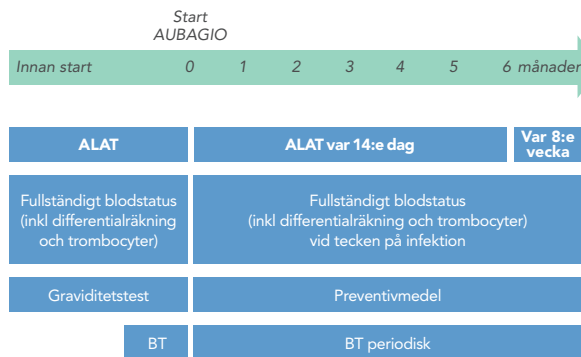 Start
AUBAGIO
Innan start 0 1 2 3 4 5 6 månader
ALAT
ALAT var 14:e dag
Var 8:e
vecka
Fullständigt blodstatus
(inkl differentialräkning
och trombocyter)
Fullständigt blodstatus
(inkl differentialräkning och trombocyter)
vid tecken på infektion
Graviditetstest
Preventivmedel
BT
BT periodisk